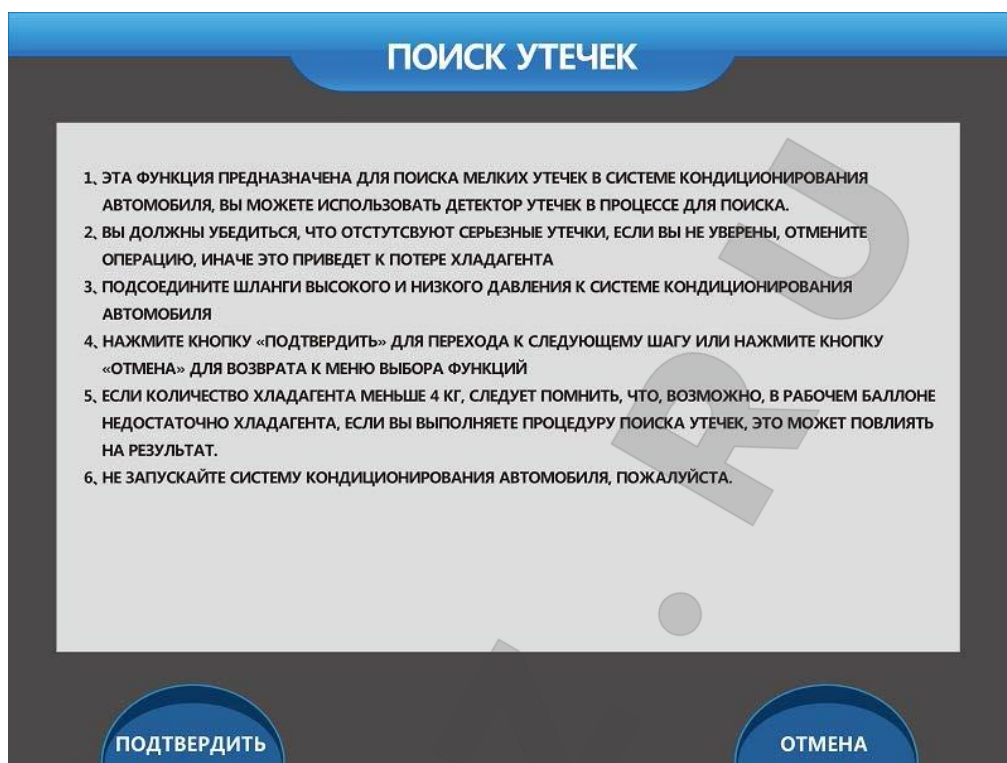 ПОИСК УТЕЧЕК
1、ЭТА ФУНКЦИЯ ПРЕДНАЗНАЧЕНА ДЛЯ ПОИСКА МЕЛКИХ УТЕЧЕК В СИСТЕМЕ КОНДИЦИОНИРОВАНИЯ
АВТОМОБИЛЯ, ВЫ МОЖЕТЕ ИСПОЛЬЗОВАТЬ ДЕТЕКТОР УТЕЧЕК В ПРОЦЕССЕ ДЛЯ ПОИСКА.
2、ВЫ ДОЛЖНЫ УБЕДИТЬСЯ, ЧТО ОТСТУТСВУЮТ СЕРЬЕЗНЫЕ УТЕЧКИ, ЕСЛИ ВЫ НЕ УВЕРЕНЫ, ОТМЕНИТЕ
ОПЕРАЦИЮ, ИНАЧЕ ЭТО ПРИВЕДЕТ К ПОТЕРЕ ХЛАДАГЕНТА
3、ПОДСОЕДИНИТЕ ШЛАНГИ ВЫСОКОГО И НИЗКОГО ДАВЛЕНИЯ К СИСТЕМЕ КОНДИЦИОНИРОВАНИЯ
АВТОМОБИЛЯ
4、НАЖМИТЕ КНОПКУ «ПОДТВЕРДИТЬ» ДЛЯ ПЕРЕХОДА К СЛЕДУЮЩЕМУ ШАГУ ИЛИ НАЖМИТЕ КНОПКУ
«ОТМЕНА» ДЛЯ ВОЗВРАТА К МЕНЮ ВЫБОРА ФУНКЦИЙ
5、ЕСЛИ КОЛИЧЕСТВО ХЛАДАГЕНТА МЕНЬШЕ 4 КГ, СЛЕДУЕТ ПОМНИТЬ, ЧТО, ВОЗМОЖНО, В РАБОЧЕМ БАЛЛОНЕ
НЕДОСТАТОЧНО ХЛАДАГЕНТА, ЕСЛИ ВЫ ВЫПОЛНЯЕТЕ ПРОЦЕДУРУ ПОИСКА УТЕЧЕК, ЭТО МОЖЕТ ПОВЛИЯТЬ
НА РЕЗУЛЬТАТ.
6、НЕ ЗАПУСКАЙТЕ СИСТЕМУ КОНДИЦИОНИРОВАНИЯ АВТОМОБИЛЯ, ПОЖАЛУЙСТА.
.RU
ПОДТВЕРДИТЬ
ОТМЕНА